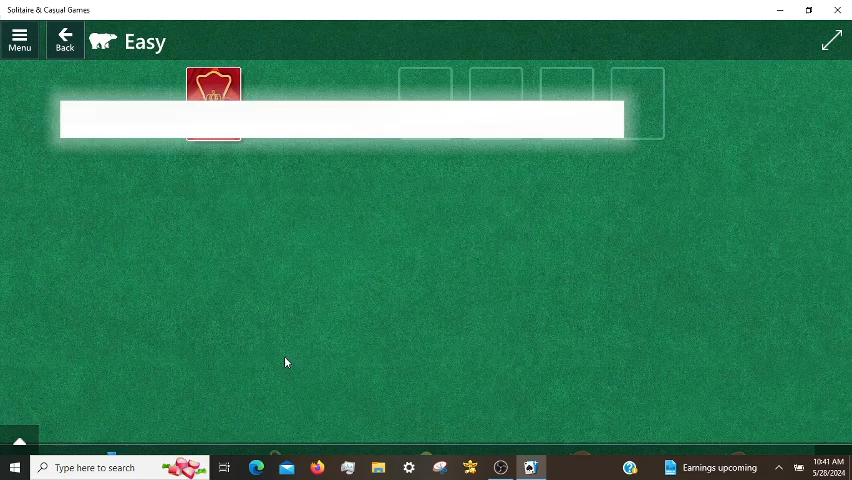 Solitaire & Casual Games
Menu
Back
Easy
Type here to search
Earnings upcoming
10:41 AM
5/28/2024